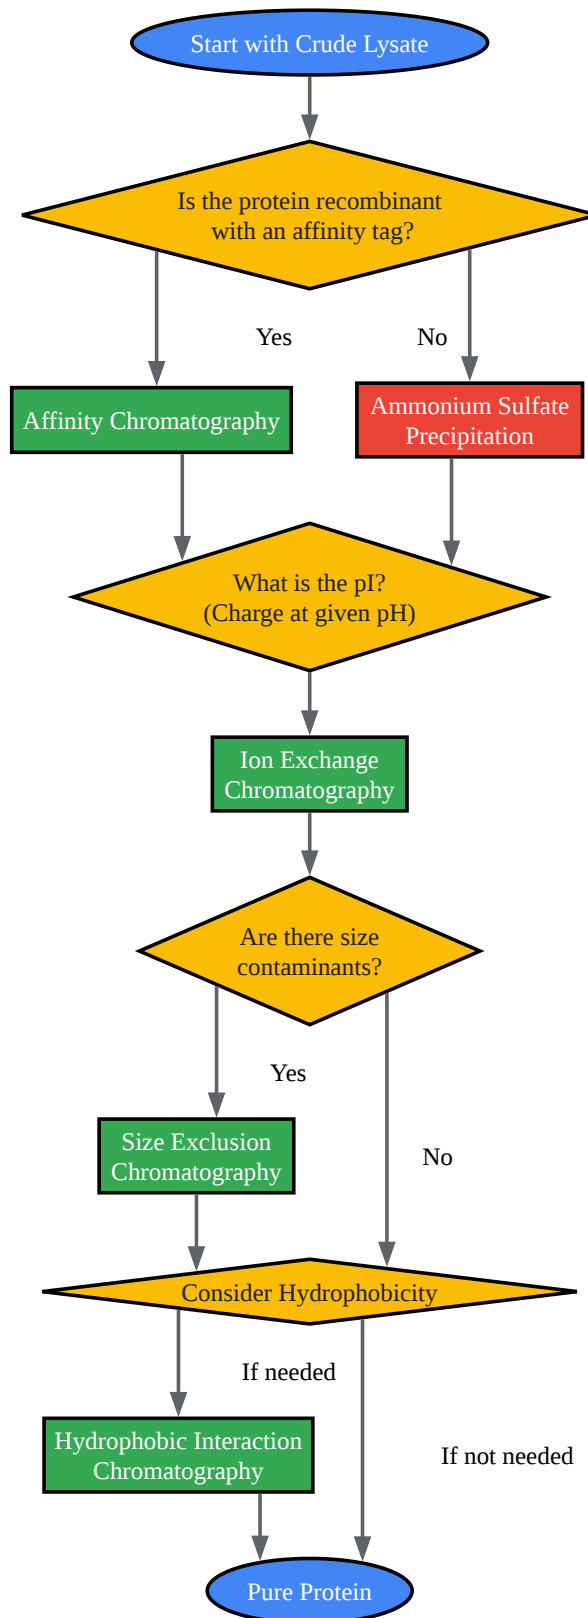 Start with Crude Lysate
Is the protein recombinant
with an affinity tag?
Yes
No
Affinity Chromatography
Ammonium Sulfate
Precipitation
What is the pI?
(Charge at given pH)
Ion Exchange
Chromatography
Are there size
contaminants?
Yes
Size Exclusion
Chromatography
No
Consider Hydrophobicity
If needed
Hydrophobic Interaction
Chromatography
If not needed
Pure Protein